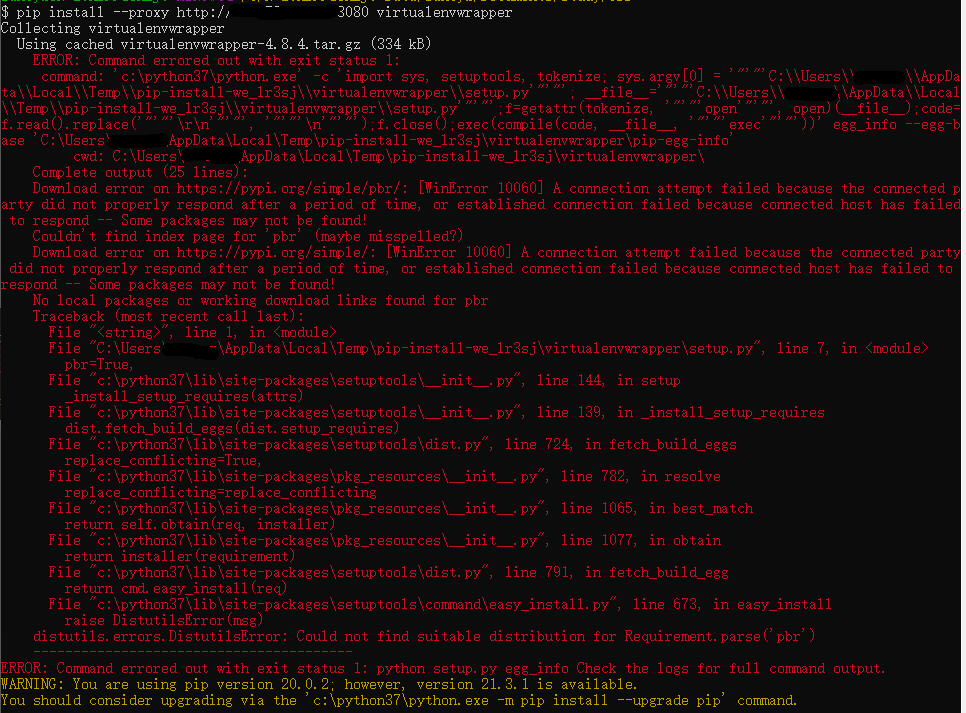 $ pip install --proxy http:// 3080 virtualenvwrapper
Collecting virtualenvwrapper
  Using cached virtualenvwrapper-4.8.4.tar.gz (334 kB)
    ERROR: Command errored out with exit status 1:
     command: 'c:\python37\python.exe' -c 'import sys, setuptools, tokenize; sys.argv[0] = '"'"'C:\\Users\\ \\AppDa
ta\\Local\\Temp\\pip-install-we_lr3sj\\virtualenvwrapper\\setup.py'"'"'; __file__='"'"'C:\\Users\\ \\AppData\\Local
\\Temp\\pip-install-we_lr3sj\\virtualenvwrapper\\setup.py'"'"';f=getattr(tokenize, '"'"'open'"'"', open)(__file__);code=
f.read().replace('"'"'\r\n'"'"', '"'"'\n'"'"');f.close();exec(compile(code, __file__, '"'"'exec'"'"'))' egg_info --egg-b
ase 'C:\Users\ AppData\Local\Temp\pip-install-we_lr3sj\virtualenvwrapper\pip-egg-info'
         cwd: C:\Users\ AppData\Local\Temp\pip-install-we_lr3sj\virtualenvwrapper\
    Complete output (25 lines):
    Download error on https://pypi.org/simple/pbr/: [WinError 10060] A connection attempt failed because the connected p
arty did not properly respond after a period of time, or established connection failed because connected host has failed
 to respond -- Some packages may not be found!
    Couldn't find index page for 'pbr' (maybe misspelled?)
    Download error on https://pypi.org/simple/: [WinError 10060] A connection attempt failed because the connected party
 did not properly respond after a period of time, or established connection failed because connected host has failed to
respond -- Some packages may not be found!
    No local packages or working download links found for pbr
    Traceback (most recent call last):
      File "<string>", line 1, in <module>
      File "C:\Users\ \AppData\Local\Temp\pip-install-we_lr3sj\virtualenvwrapper\setup.py", line 7, in <module>
        pbr=True,
      File "c:\python37\lib\site-packages\setuptools\__init__.py", line 144, in setup
        _install_setup_requires(attrs)
      File "c:\python37\lib\site-packages\setuptools\__init__.py", line 139, in _install_setup_requires
        dist.fetch_build_eggs(dist.setup_requires)
      File "c:\python37\lib\site-packages\setuptools\dist.py", line 724, in fetch_build_eggs
        replace_conflicting=True,
      File "c:\python37\lib\site-packages\pkg_resources\__init__.py", line 782, in resolve
        replace_conflicting=replace_conflicting
      File "c:\python37\lib\site-packages\pkg_resources\__init__.py", line 1065, in best_match
        return self.obtain(req, installer)
      File "c:\python37\lib\site-packages\pkg_resources\__init__.py", line 1077, in obtain
        return installer(requirement)
      File "c:\python37\lib\site-packages\setuptools\dist.py", line 791, in fetch_build_egg
        return cmd.easy_install(req)
      File "c:\python37\lib\site-packages\setuptools\command\easy_install.py", line 673, in easy_install
        raise DistutilsError(msg)
    distutils.errors.DistutilsError: Could not find suitable distribution for Requirement.parse('pbr')
    ----------------------------------------
ERROR: Command errored out with exit status 1: python setup.py egg_info Check the logs for full command output.
WARNING: You are using pip version 20.0.2; however, version 21.3.1 is available.
You should consider upgrading via the 'c:\python37\python.exe -m pip install --upgrade pip' command.